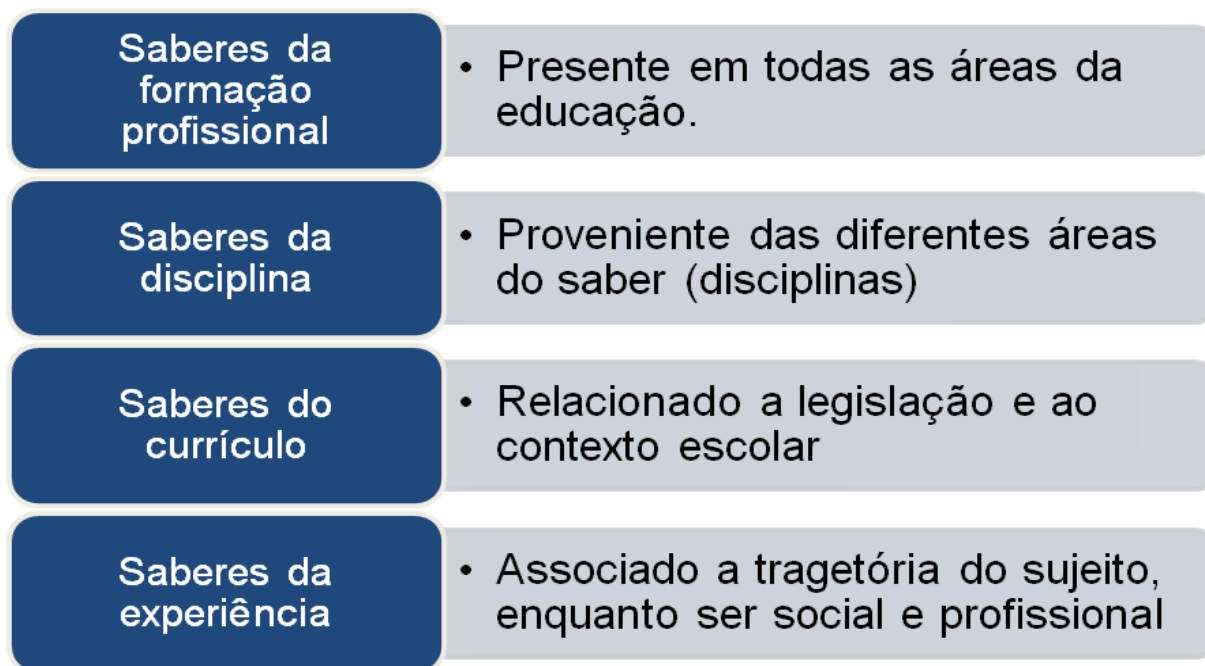 Saberes da
formação
profissional
• Presente em todas as áreas da
educação.
Saberes da
disciplina
• Proveniente das diferentes áreas
do saber (disciplinas)
Saberes do
currículo
• Relacionado a legislação e ao
contexto escolar
Saberes da
experiência
• Associado a tragetória do sujeito,
enquanto ser social e profissional